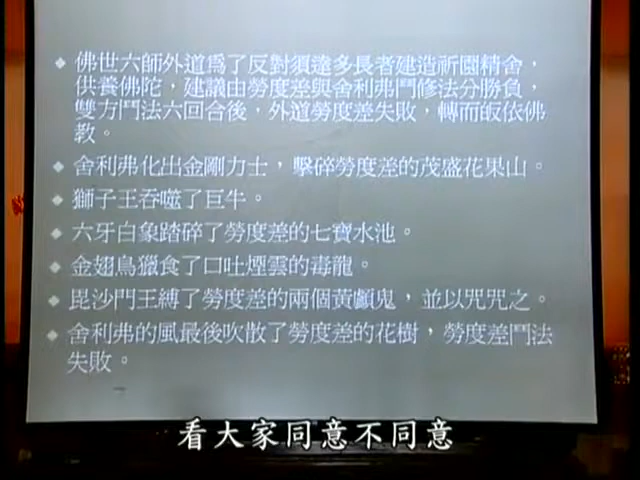 ◆ 佛世六師外道為了反對須達多長者建造祈園精舍，
供養佛陀，建議由勞度差與舍利弗鬥修法分勝負，
雙方鬥法六回合後，外道勞度差失敗，轉而皈依佛
教。
◆ 舍利弗化出金剛力士，擊碎勞度差的茂盛花果山。
◆ 獅子王吞噬了巨牛。
◆ 六牙白象踏碎了勞度差的七寶水池。
◆ 金翅鳥獵食了口吐煙雲的毒龍。
◆ 毘沙門王縛了勞度差的兩個黃顱鬼，並以咒咒之。
◆ 舍利弗的風最後吹散了勞度差的花樹，勞度差鬥法
失敗。
看大家同意不同意